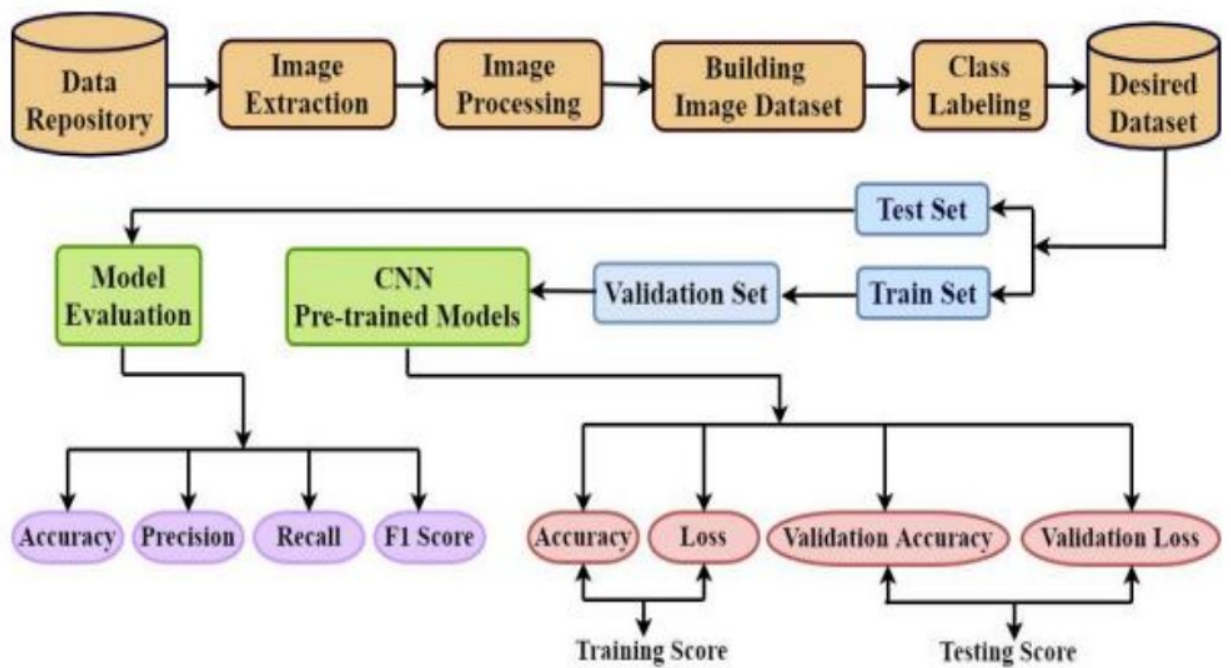 Data
Repository
Image
Extraction
Image
Processing
Building
Image Dataset
Class
Labeling
Desired
Dataset
Test Set
Model
Evaluation
CNN
Pre-trained Models
Validation Set
Train Set
Accuracy
Precision
Recall
F1 Score
Accuracy
Loss
Validation Accuracy
Validation Loss
Training Score
Testing Score